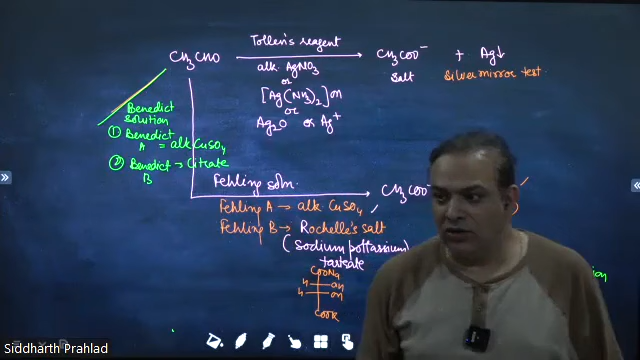 Tollen's reagent
CH3CHO
CH3COO⁻ + Ag↓
alk. AgNO3
Salt
Silver mirror test
or
[Ag(NH3)2]OH
or
Ag2O or Ag+
Benedict
solution
① Benedict
A = alk CuSO4
② Benedict → Citrate
B
Fehling soln.
CH3COO⁻
Fehling A → alk CuSO4
Fehling B → Rochelle's salt
(Sodium pottassium)
tartrate
COONa
H OH
H OH
COOK
Siddharth Prahlad